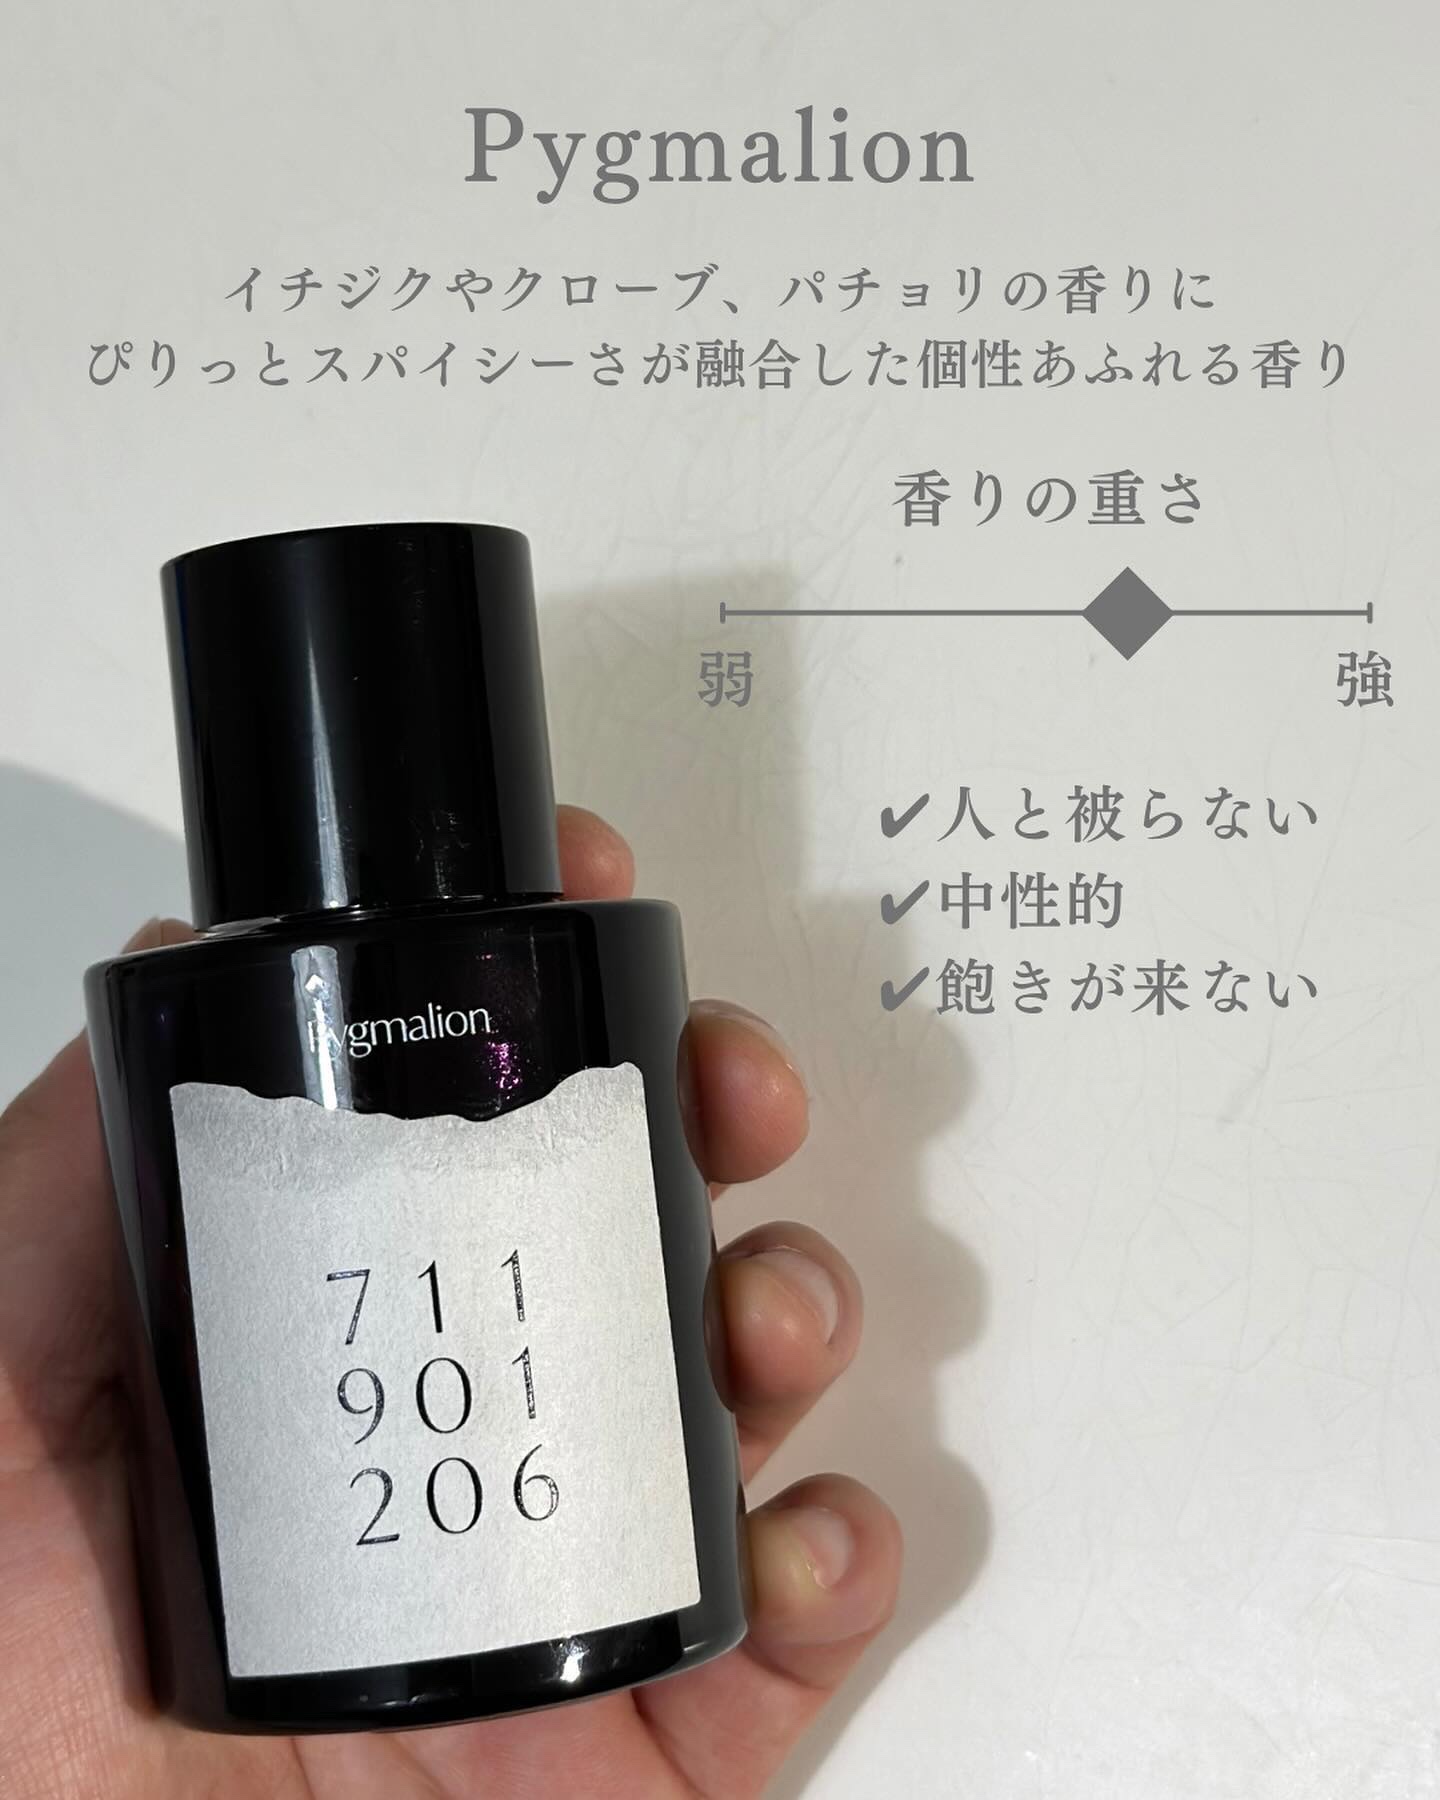 Pygmalion
イチジクやクローブ、パチョリの香りに
ぴりっとスパイシーさが融合した個性あふれる香り
香りの重さ
弱 強
✔人と被らない
✔中性的
✔飽きが来ない
Pygmalion
711
901
206